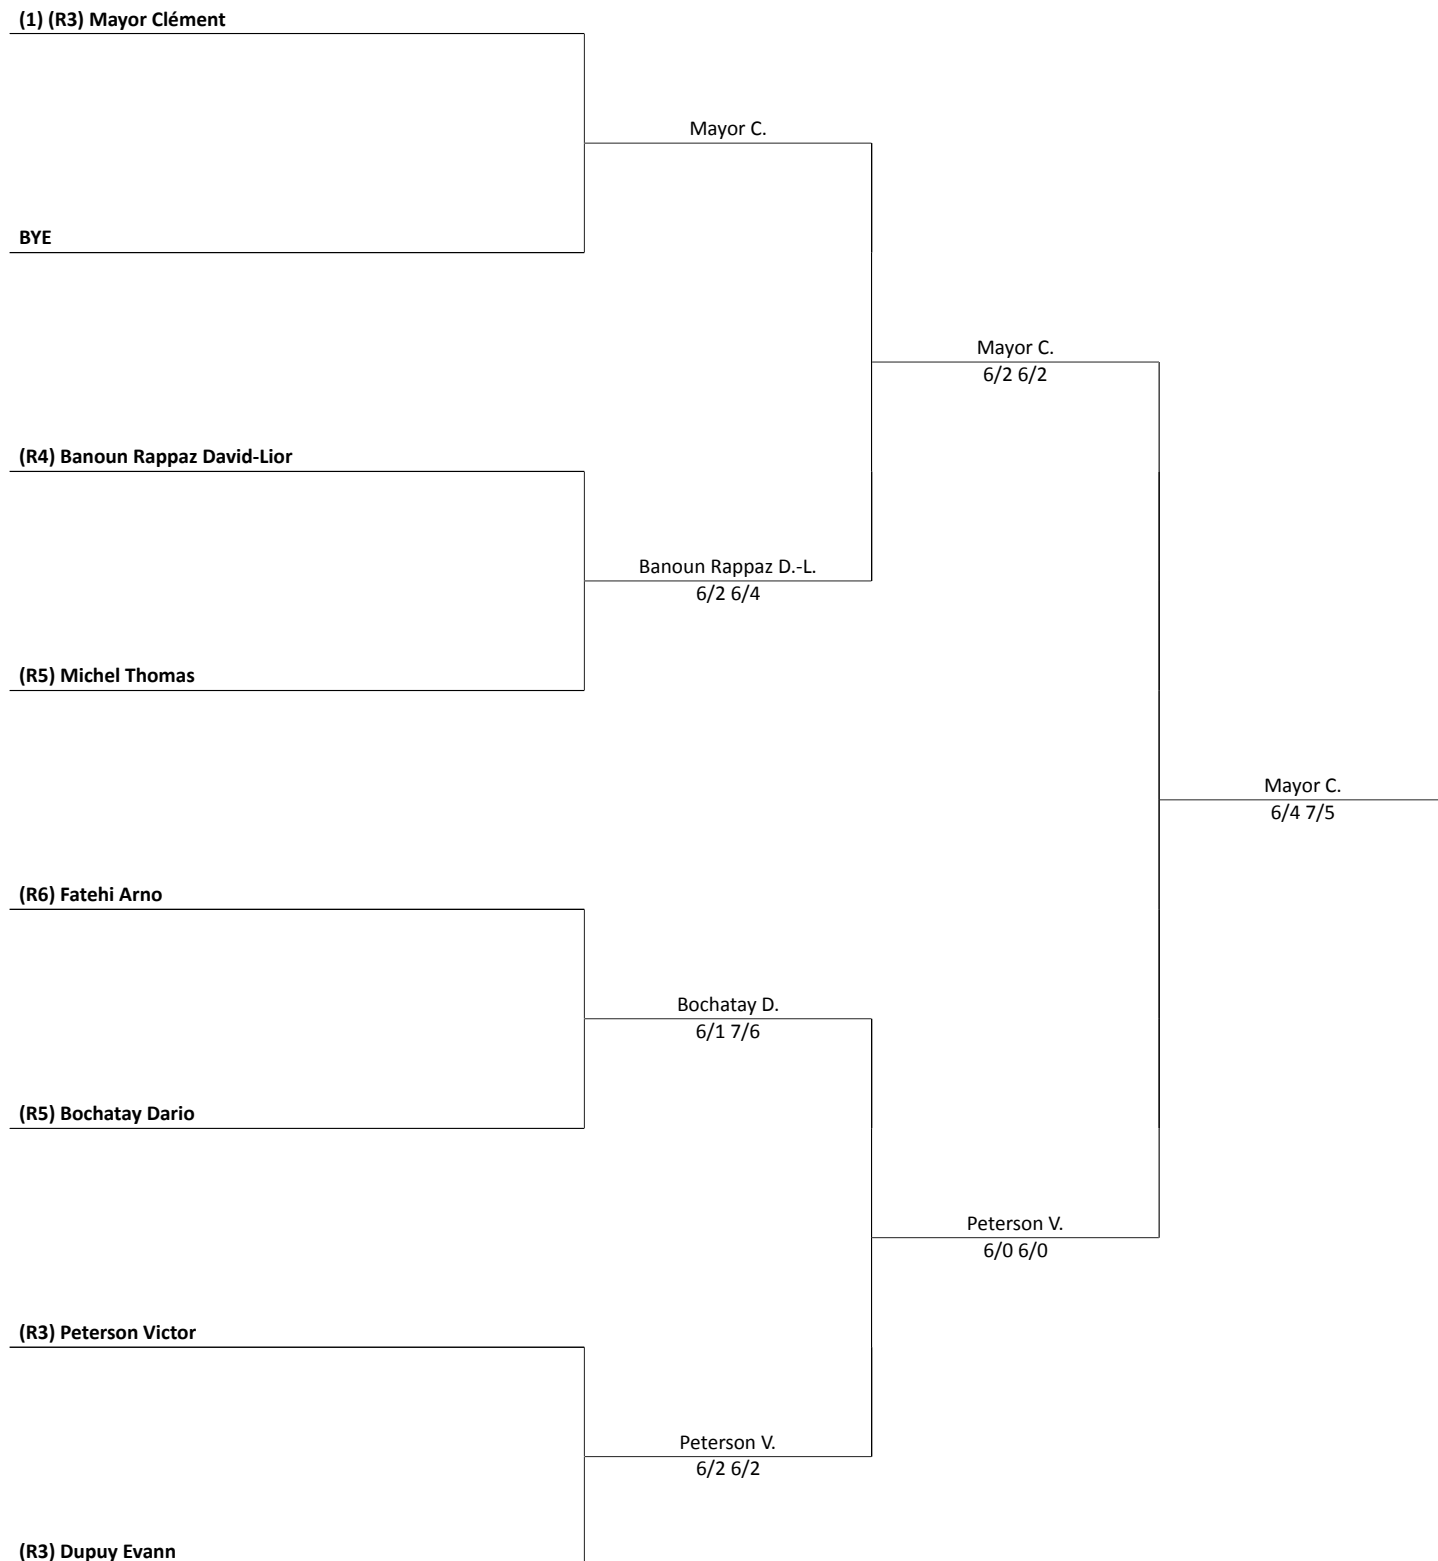 (1) (R3) Mayor Clément
Mayor C.
BYE
Mayor C.
6/2 6/2
(R4) Banoun Rappaz David-Lior
Banoun Rappaz D.-L.
6/2 6/4
(R5) Michel Thomas
Mayor C.
6/4 7/5
(R6) Fatehi Arno
Bochatay D.
6/1 7/6
(R5) Bochatay Dario
Peterson V.
6/0 6/0
(R3) Peterson Victor
Peterson V.
6/2 6/2
(R3) Dupuy Evann